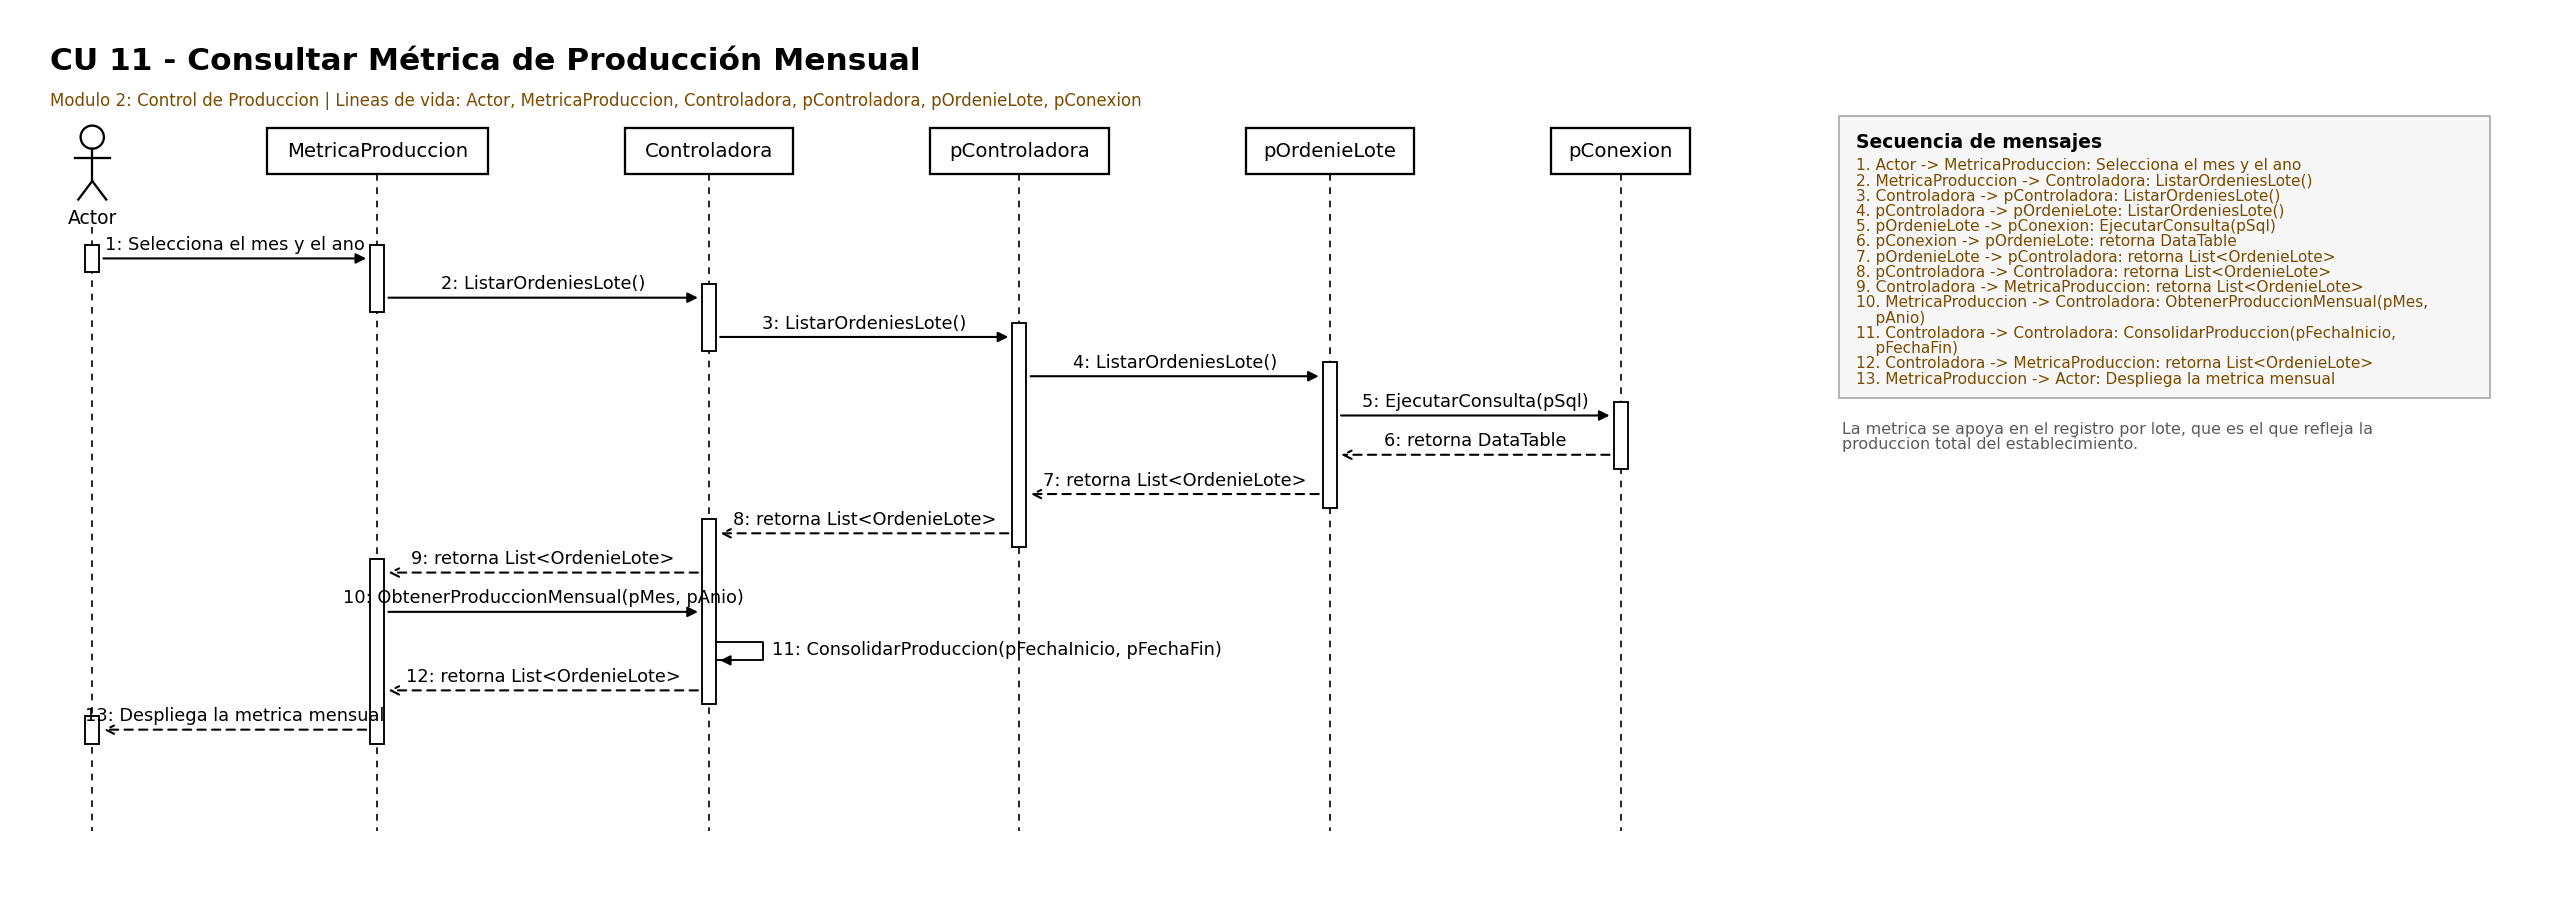 CU 11 - Consultar Métrica de Producción Mensual
Modulo 2: Control de Produccion | Lineas de vida: Actor, MetricaProduccion, Controladora, pControladora, pOrdenieLote, pConexion
Actor
MetricaProduccion
Controladora
pControladora
pOrdenieLote
pConexion
1: Selecciona el mes y el ano
2: ListarOrdeniesLote()
3: ListarOrdeniesLote()
4: ListarOrdeniesLote()
5: EjecutarConsulta(pSql)
6: retorna DataTable
7: retorna List<OrdenieLote>
8: retorna List<OrdenieLote>
9: retorna List<OrdenieLote>
10: ObtenerProduccionMensual(pMes, pAnio)
11: ConsolidarProduccion(pFechaInicio, pFechaFin)
12: retorna List<OrdenieLote>
13: Despliega la metrica mensual
Secuencia de mensajes
1. Actor -> MetricaProduccion: Selecciona el mes y el ano
2. MetricaProduccion -> Controladora: ListarOrdeniesLote()
3. Controladora -> pControladora: ListarOrdeniesLote()
4. pControladora -> pOrdenieLote: ListarOrdeniesLote()
5. pOrdenieLote -> pConexion: EjecutarConsulta(pSql)
6. pConexion -> pOrdenieLote: retorna DataTable
7. pOrdenieLote -> pControladora: retorna List<OrdenieLote>
8. pControladora -> Controladora: retorna List<OrdenieLote>
9. Controladora -> MetricaProduccion: retorna List<OrdenieLote>
10. MetricaProduccion -> Controladora: ObtenerProduccionMensual(pMes,
pAnio)
11. Controladora -> Controladora: ConsolidarProduccion(pFechaInicio,
pFechaFin)
12. Controladora -> MetricaProduccion: retorna List<OrdenieLote>
13. MetricaProduccion -> Actor: Despliega la metrica mensual
La metrica se apoya en el registro por lote, que es el que refleja la
produccion total del establecimiento.